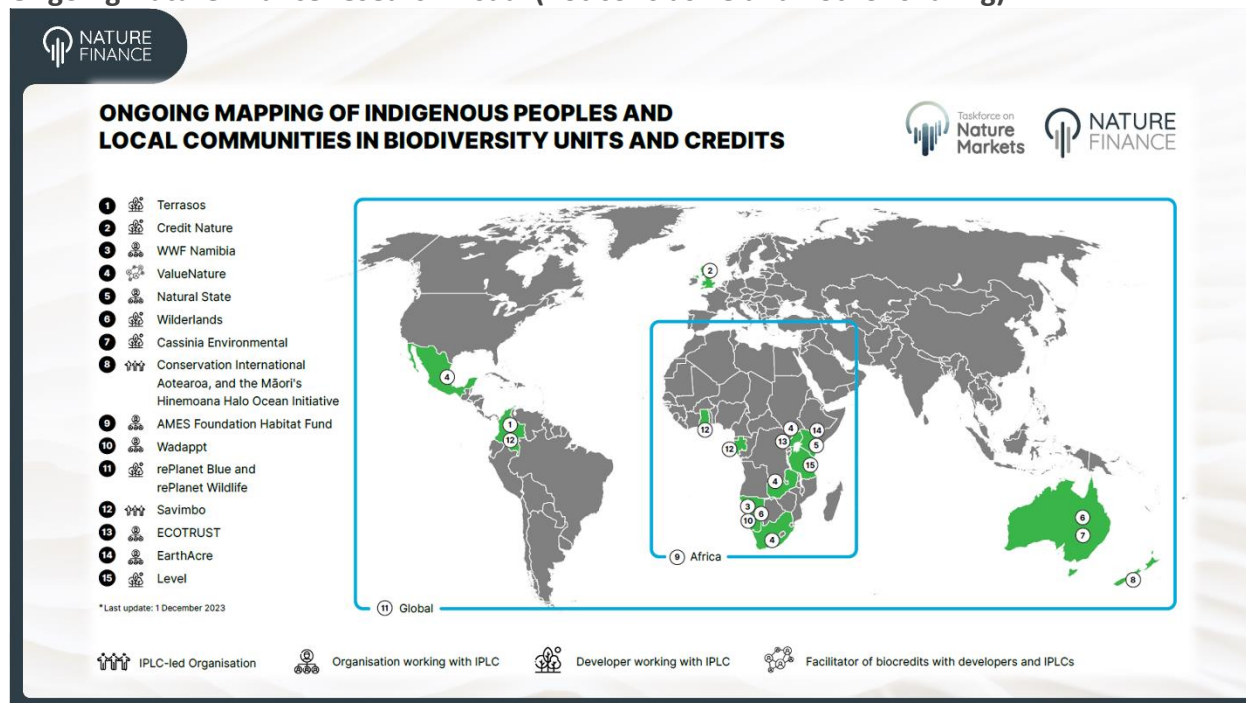 NATURE
FINANCE
ONGOING MAPPING OF INDIGENOUS PEOPLES AND
LOCAL COMMUNITIES IN BIODIVERSITY UNITS AND CREDITS
Taskforce on
Nature
Markets
NATURE
FINANCE
1 Terrasos
2 Credit Nature
3 WWF Namibia
4 ValueNature
5 Natural State
6 Wilderlands
7 Cassinia Environmental
8 Conservation International
Aotearoa, and the Māori's
Hinemoana Halo Ocean Initiative
9 AMES Foundation Habitat Fund
10 Wadappt
11 rePlanet Blue and
rePlanet Wildlife
12 Savimbo
13 ECOTRUST
14 EarthAcre
15 Level
*Last update: 1 December 2023
2
4
1
12
12
12
4
14
13
5
15
4
3
6
10
4
6
7
8
9 Africa
11 Global
IPLC-led Organisation
Organisation working with IPLC
Developer working with IPLC
Facilitator of biocredits with developers and IPLCs